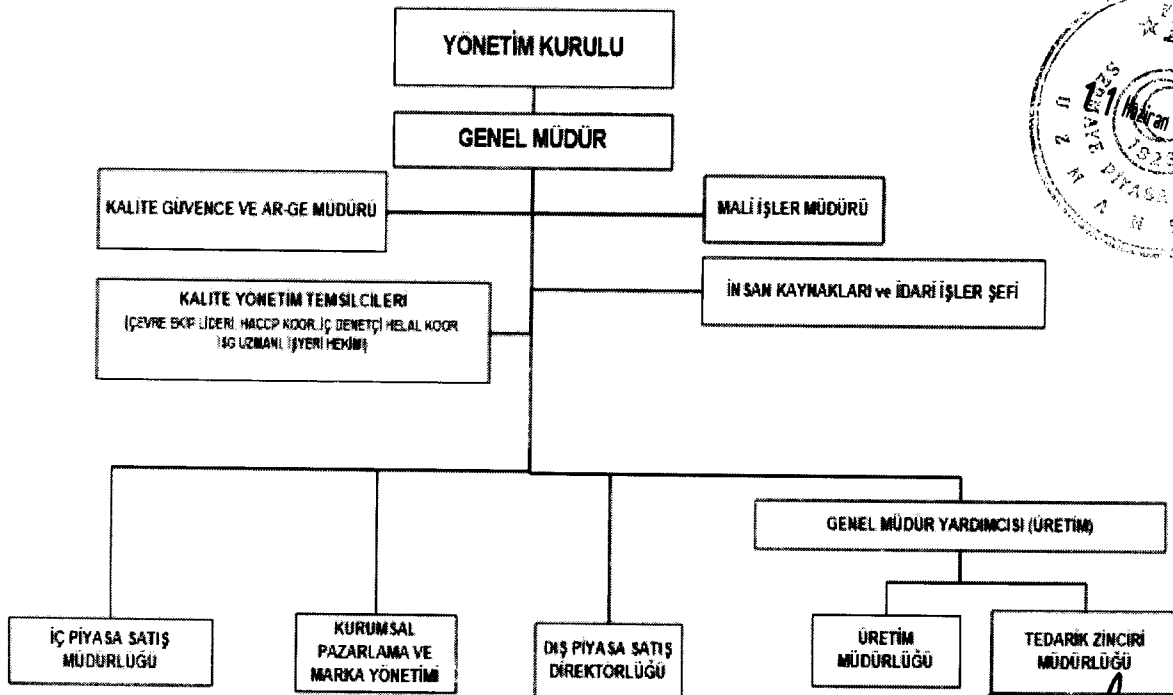 YÖNETİM KURULU
GENEL MÜDÜR
KALİTE GÜVENCE VE AR-GE MÜDÜRÜ
MALİ İŞLER MÜDÜRÜ
KALİTE YÖNETİM TEMSİLCİLERİ
(ÇEVRE EKİP LİDERİ, HACCP KOOR. İÇ DENETÇİ HELAL KOOR
İSG UZMANI, İŞYERİ HEKİMİ)
İNSAN KAYNAKLARI ve İDARİ İŞLER ŞEFİ
GENEL MÜDÜR YARDIMCISI (ÜRETİM)
İÇ PİYASA SATIŞ
MÜDÜRLÜĞÜ
KURUMSAL
PAZARLAMA VE
MARKA YÖNETİMİ
DIŞ PİYASA SATIŞ
DİREKTÖRLÜĞÜ
ÜRETİM
MÜDÜRLÜĞÜ
TEDARİK ZİNCİRİ
MÜDÜRLÜĞÜ
Haziran
PİYASA